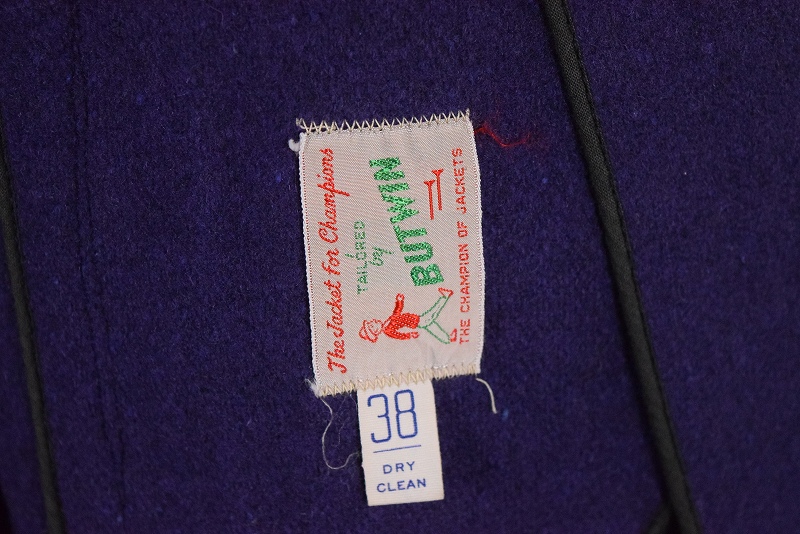 The Jacket for Champions
TAILORED
by
BUTWIN
THE CHAMPION OF JACKETS
38
DRY
CLEAN